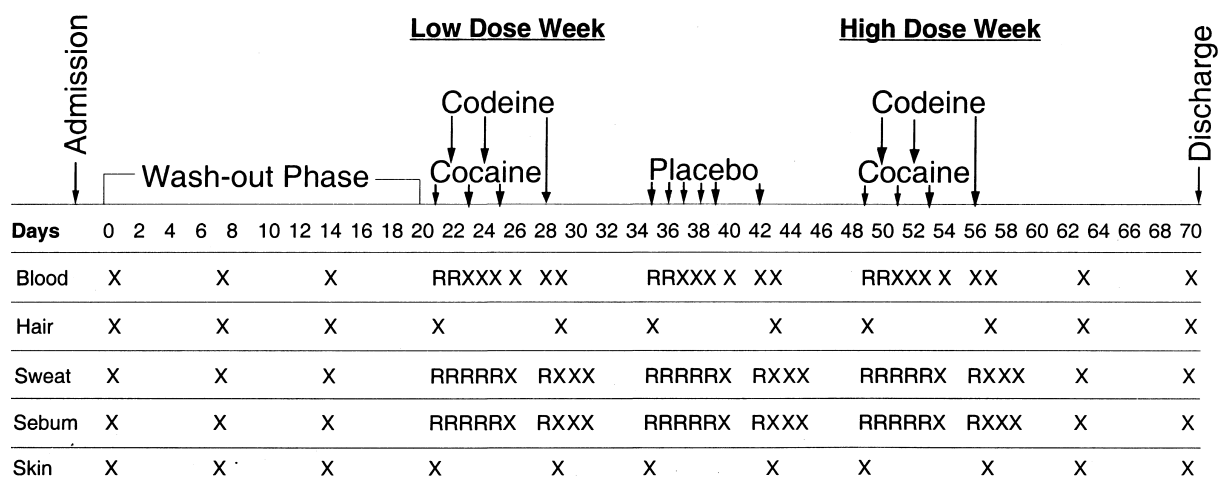 Low Dose Week High Dose Week
Admission
Discharge
Codeine Codeine
Wash-out Phase Cocaine Placebo Cocaine
Days 0 2 4 6 8 10 12 14 16 18 20 22 24 26 28 30 32 34 36 38 40 42 44 46 48 50 52 54 56 58 60 62 64 66 68 70
Blood X X X RRXXX X XX RRXXX X XX RRXXX X XX X X
Hair X X X X X X X X X X X
Sweat X X X RRRRRX RXXX RRRRRX RXXX RRRRRX RXXX X X
Sebum X X X RRRRRX RXXX RRRRRX RXXX RRRRRX RXXX X X
Skin X X X X X X X X X X X